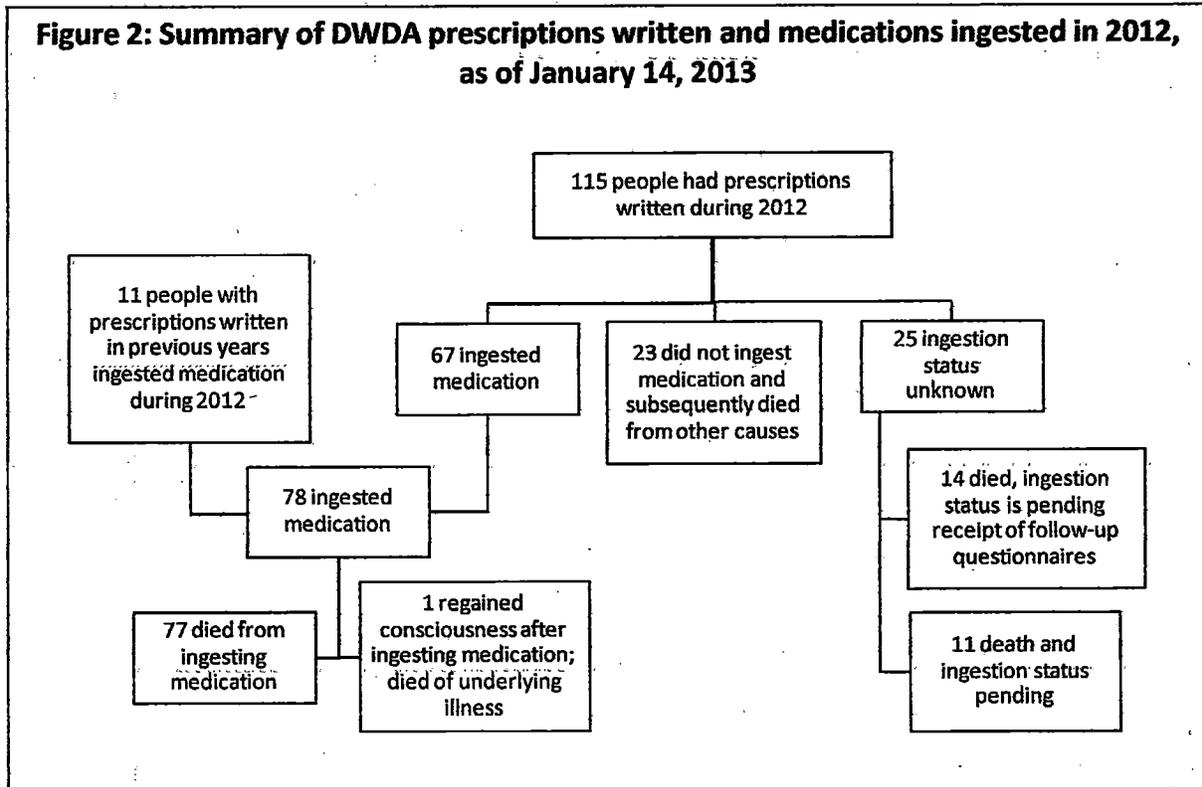 Figure 2: Summary of DWDA prescriptions written and medications ingested in 2012,
as of January 14, 2013
115 people had prescriptions
written during 2012
11 people with
prescriptions written
in previous years
ingested medication
during 2012
67 ingested
medication
23 did not ingest
medication and
subsequently died
from other causes
25 ingestion
status
unknown
78 ingested
medication
14 died, ingestion
status is pending
receipt of follow-up
questionnaires
77 died from
ingesting
medication
1 regained
consciousness after
ingesting medication;
died of underlying
illness
11 death and
ingestion status
pending